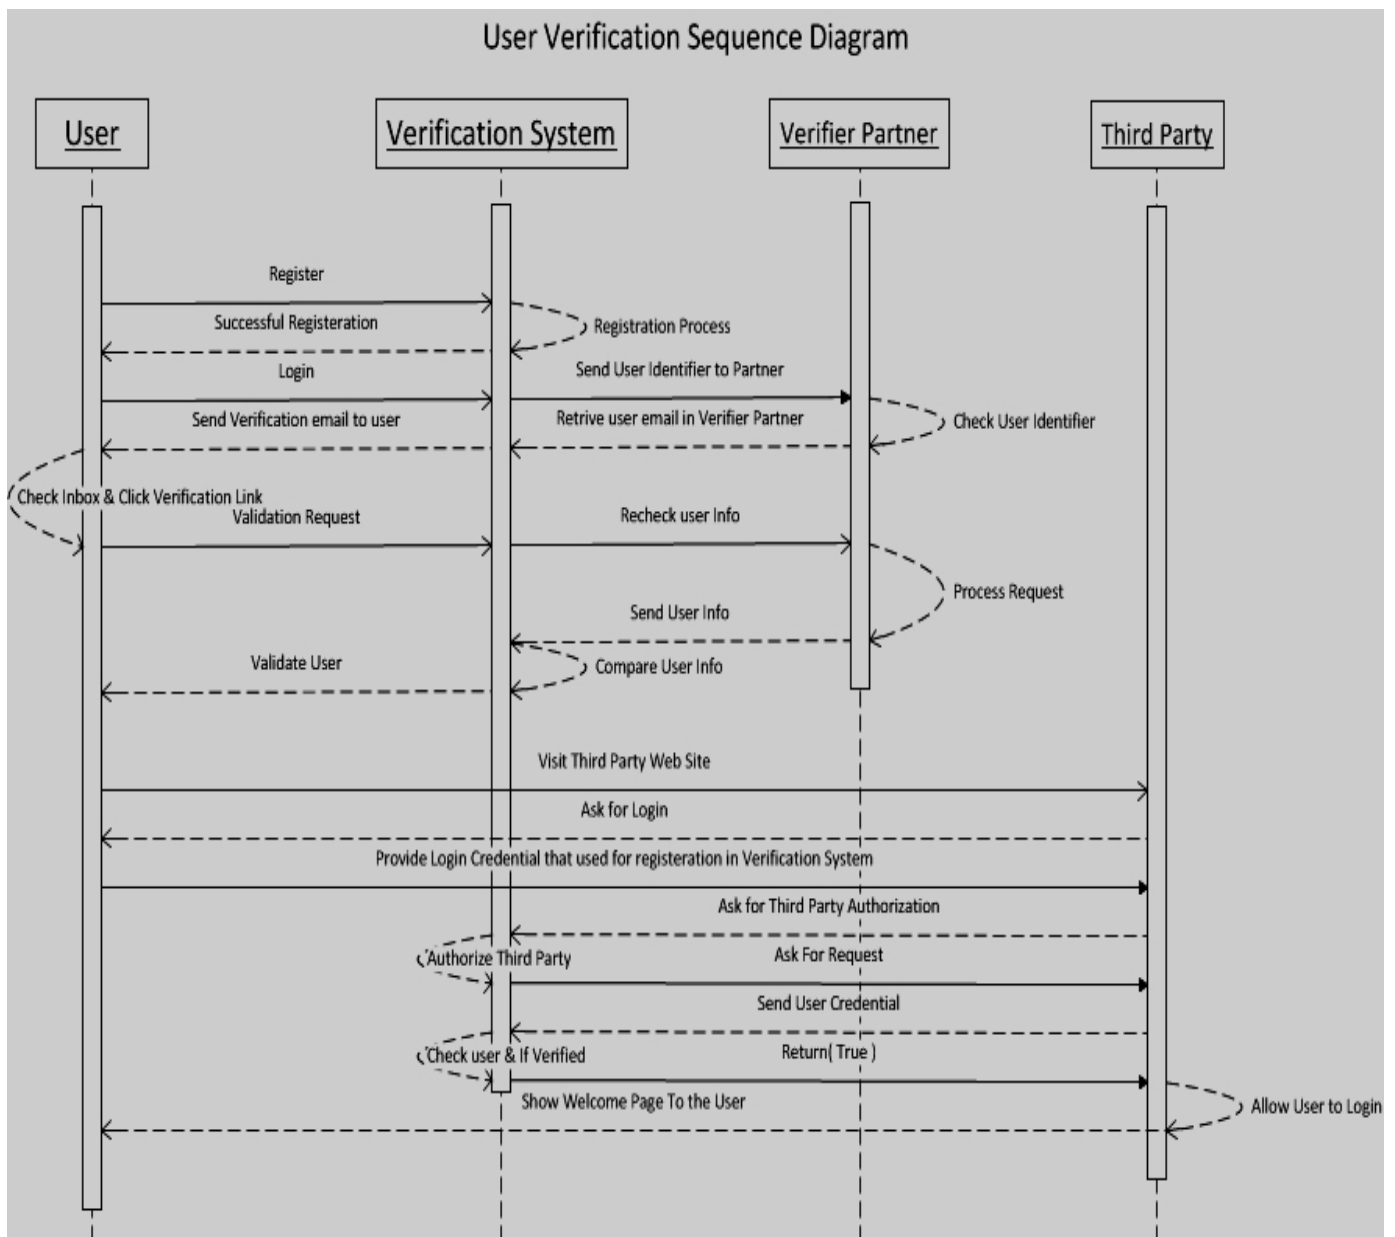 User Verification Sequence Diagram
User
Verification System
Verifier Partner
Third Party
Register
Successful Registeration
Registration Process
Login
Send User Identifier to Partner
Send Verification email to user
Retrive user email in Verifier Partner
Check User Identifier
Check Inbox & Click Verification Link
Validation Request
Recheck user Info
Process Request
Send User Info
Validate User
Compare User Info
Visit Third Party Web Site
Ask for Login
Provide Login Credential that used for registeration in Verification System
Ask for Third Party Authorization
Authorize Third Party
Ask For Request
Send User Credential
Check user & If Verified
Return( True )
Show Welcome Page To the User
Allow User to Login